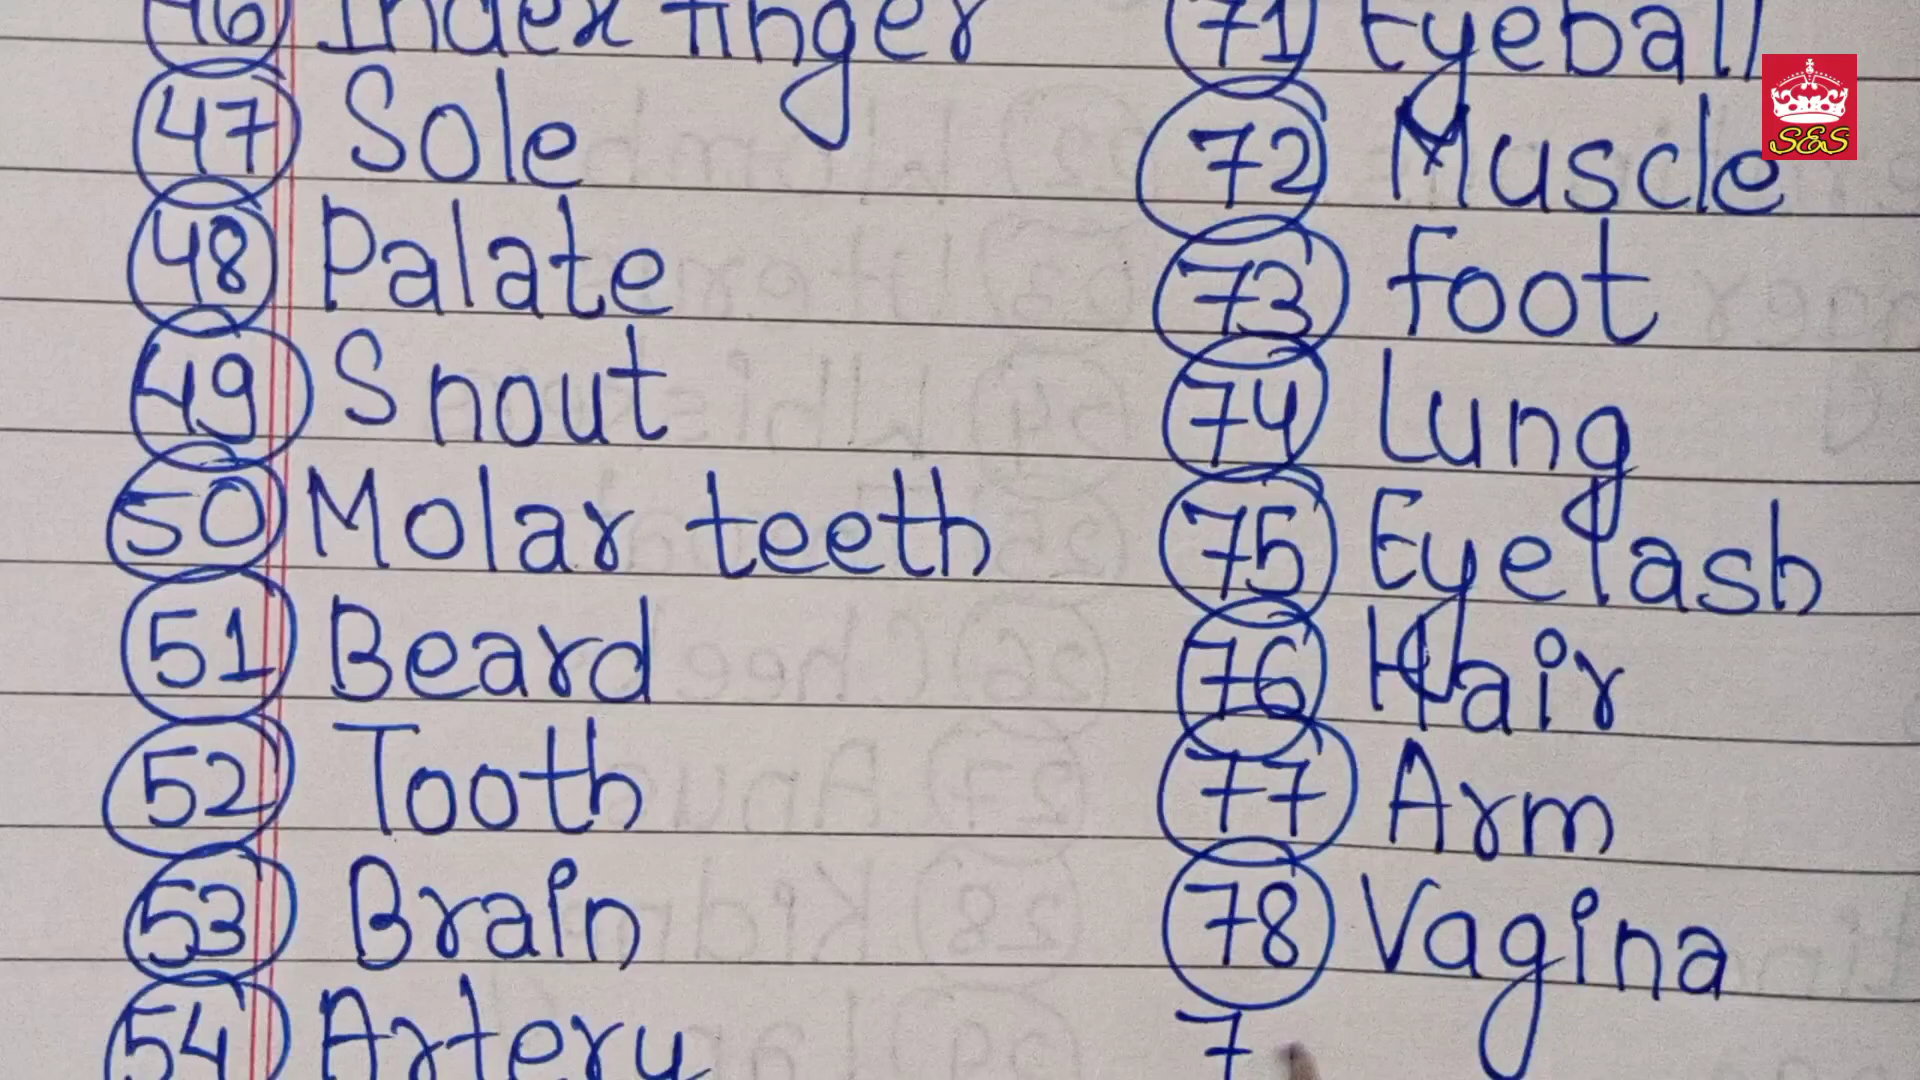 46 Index finger
47 Sole
48 Palate
49 Snout
50 Molar teeth
51 Beard
52 Tooth
53 Brain
54 Artery
71 Eyeball
72 Muscle
73 foot
74 Lung
75 Eyelash
76 Hair
77 Arm
78 Vagina
7
S&S